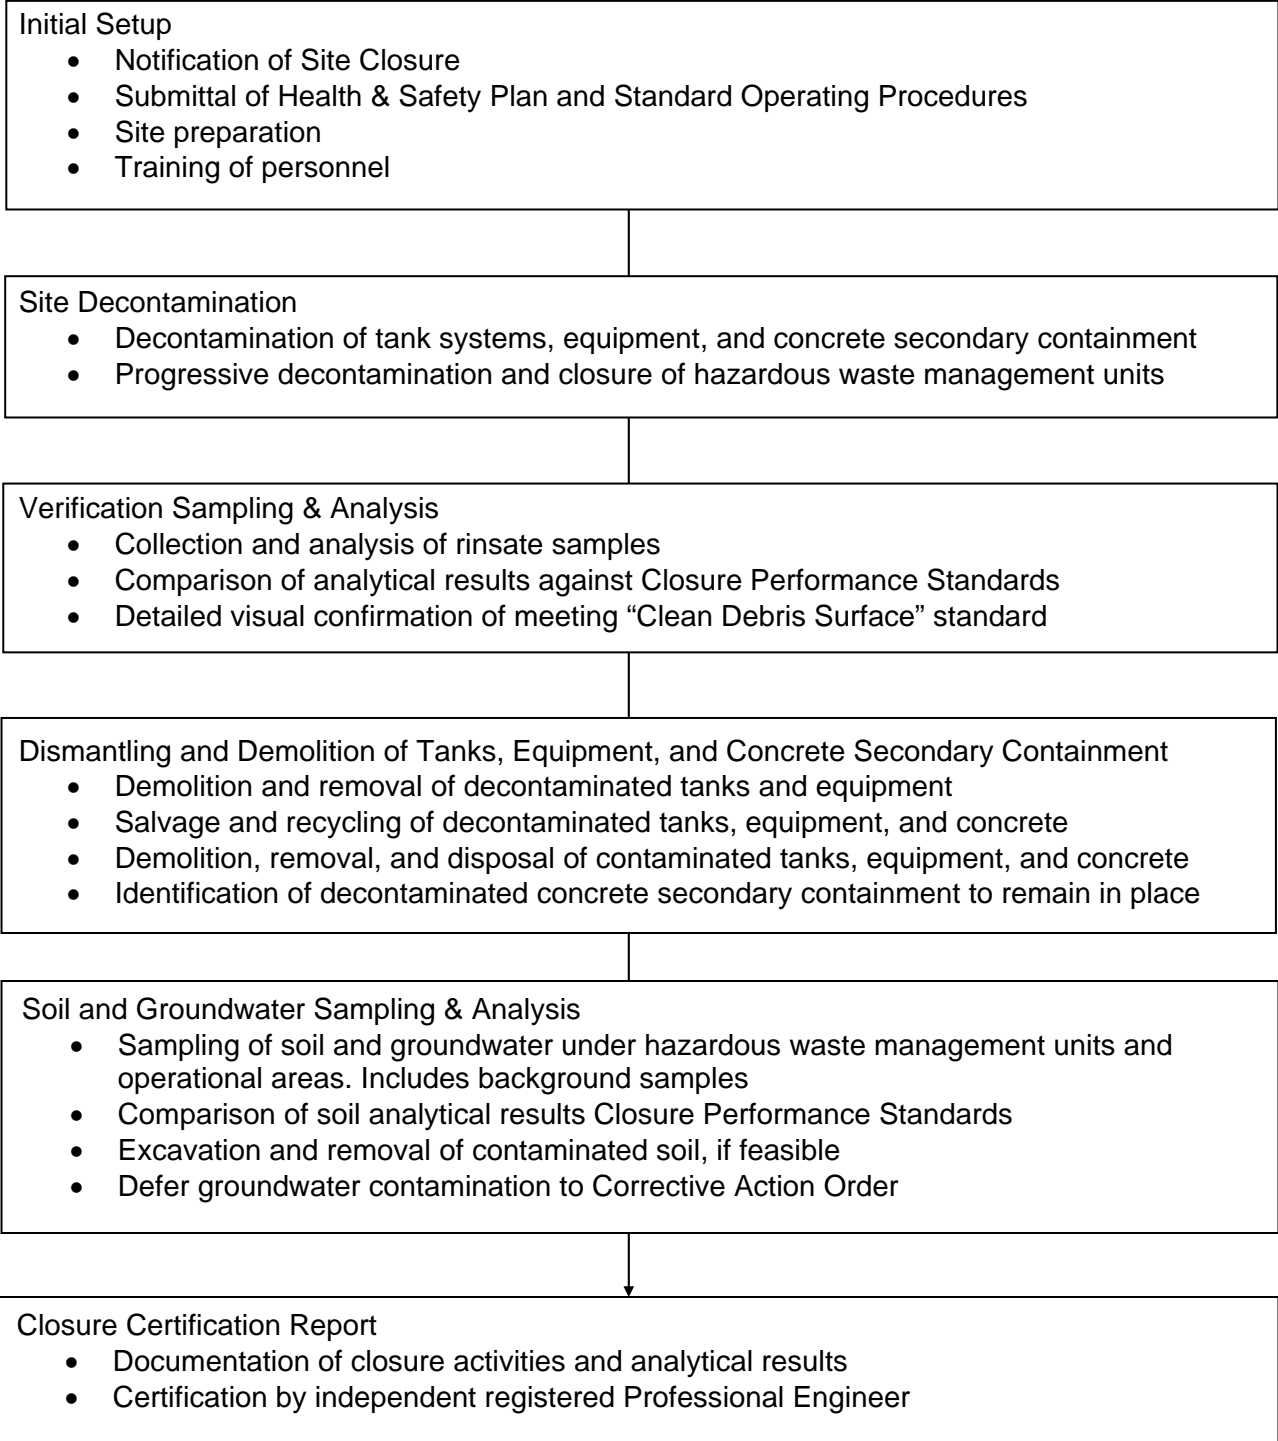 Initial Setup
• Notification of Site Closure
• Submittal of Health & Safety Plan and Standard Operating Procedures
• Site preparation
• Training of personnel
Site Decontamination
• Decontamination of tank systems, equipment, and concrete secondary containment
• Progressive decontamination and closure of hazardous waste management units
Verification Sampling & Analysis
• Collection and analysis of rinsate samples
• Comparison of analytical results against Closure Performance Standards
• Detailed visual confirmation of meeting “Clean Debris Surface” standard
Dismantling and Demolition of Tanks, Equipment, and Concrete Secondary Containment
• Demolition and removal of decontaminated tanks and equipment
• Salvage and recycling of decontaminated tanks, equipment, and concrete
• Demolition, removal, and disposal of contaminated tanks, equipment, and concrete
• Identification of decontaminated concrete secondary containment to remain in place
Soil and Groundwater Sampling & Analysis
• Sampling of soil and groundwater under hazardous waste management units and
operational areas. Includes background samples
• Comparison of soil analytical results Closure Performance Standards
• Excavation and removal of contaminated soil, if feasible
• Defer groundwater contamination to Corrective Action Order
Closure Certification Report
• Documentation of closure activities and analytical results
• Certification by independent registered Professional Engineer